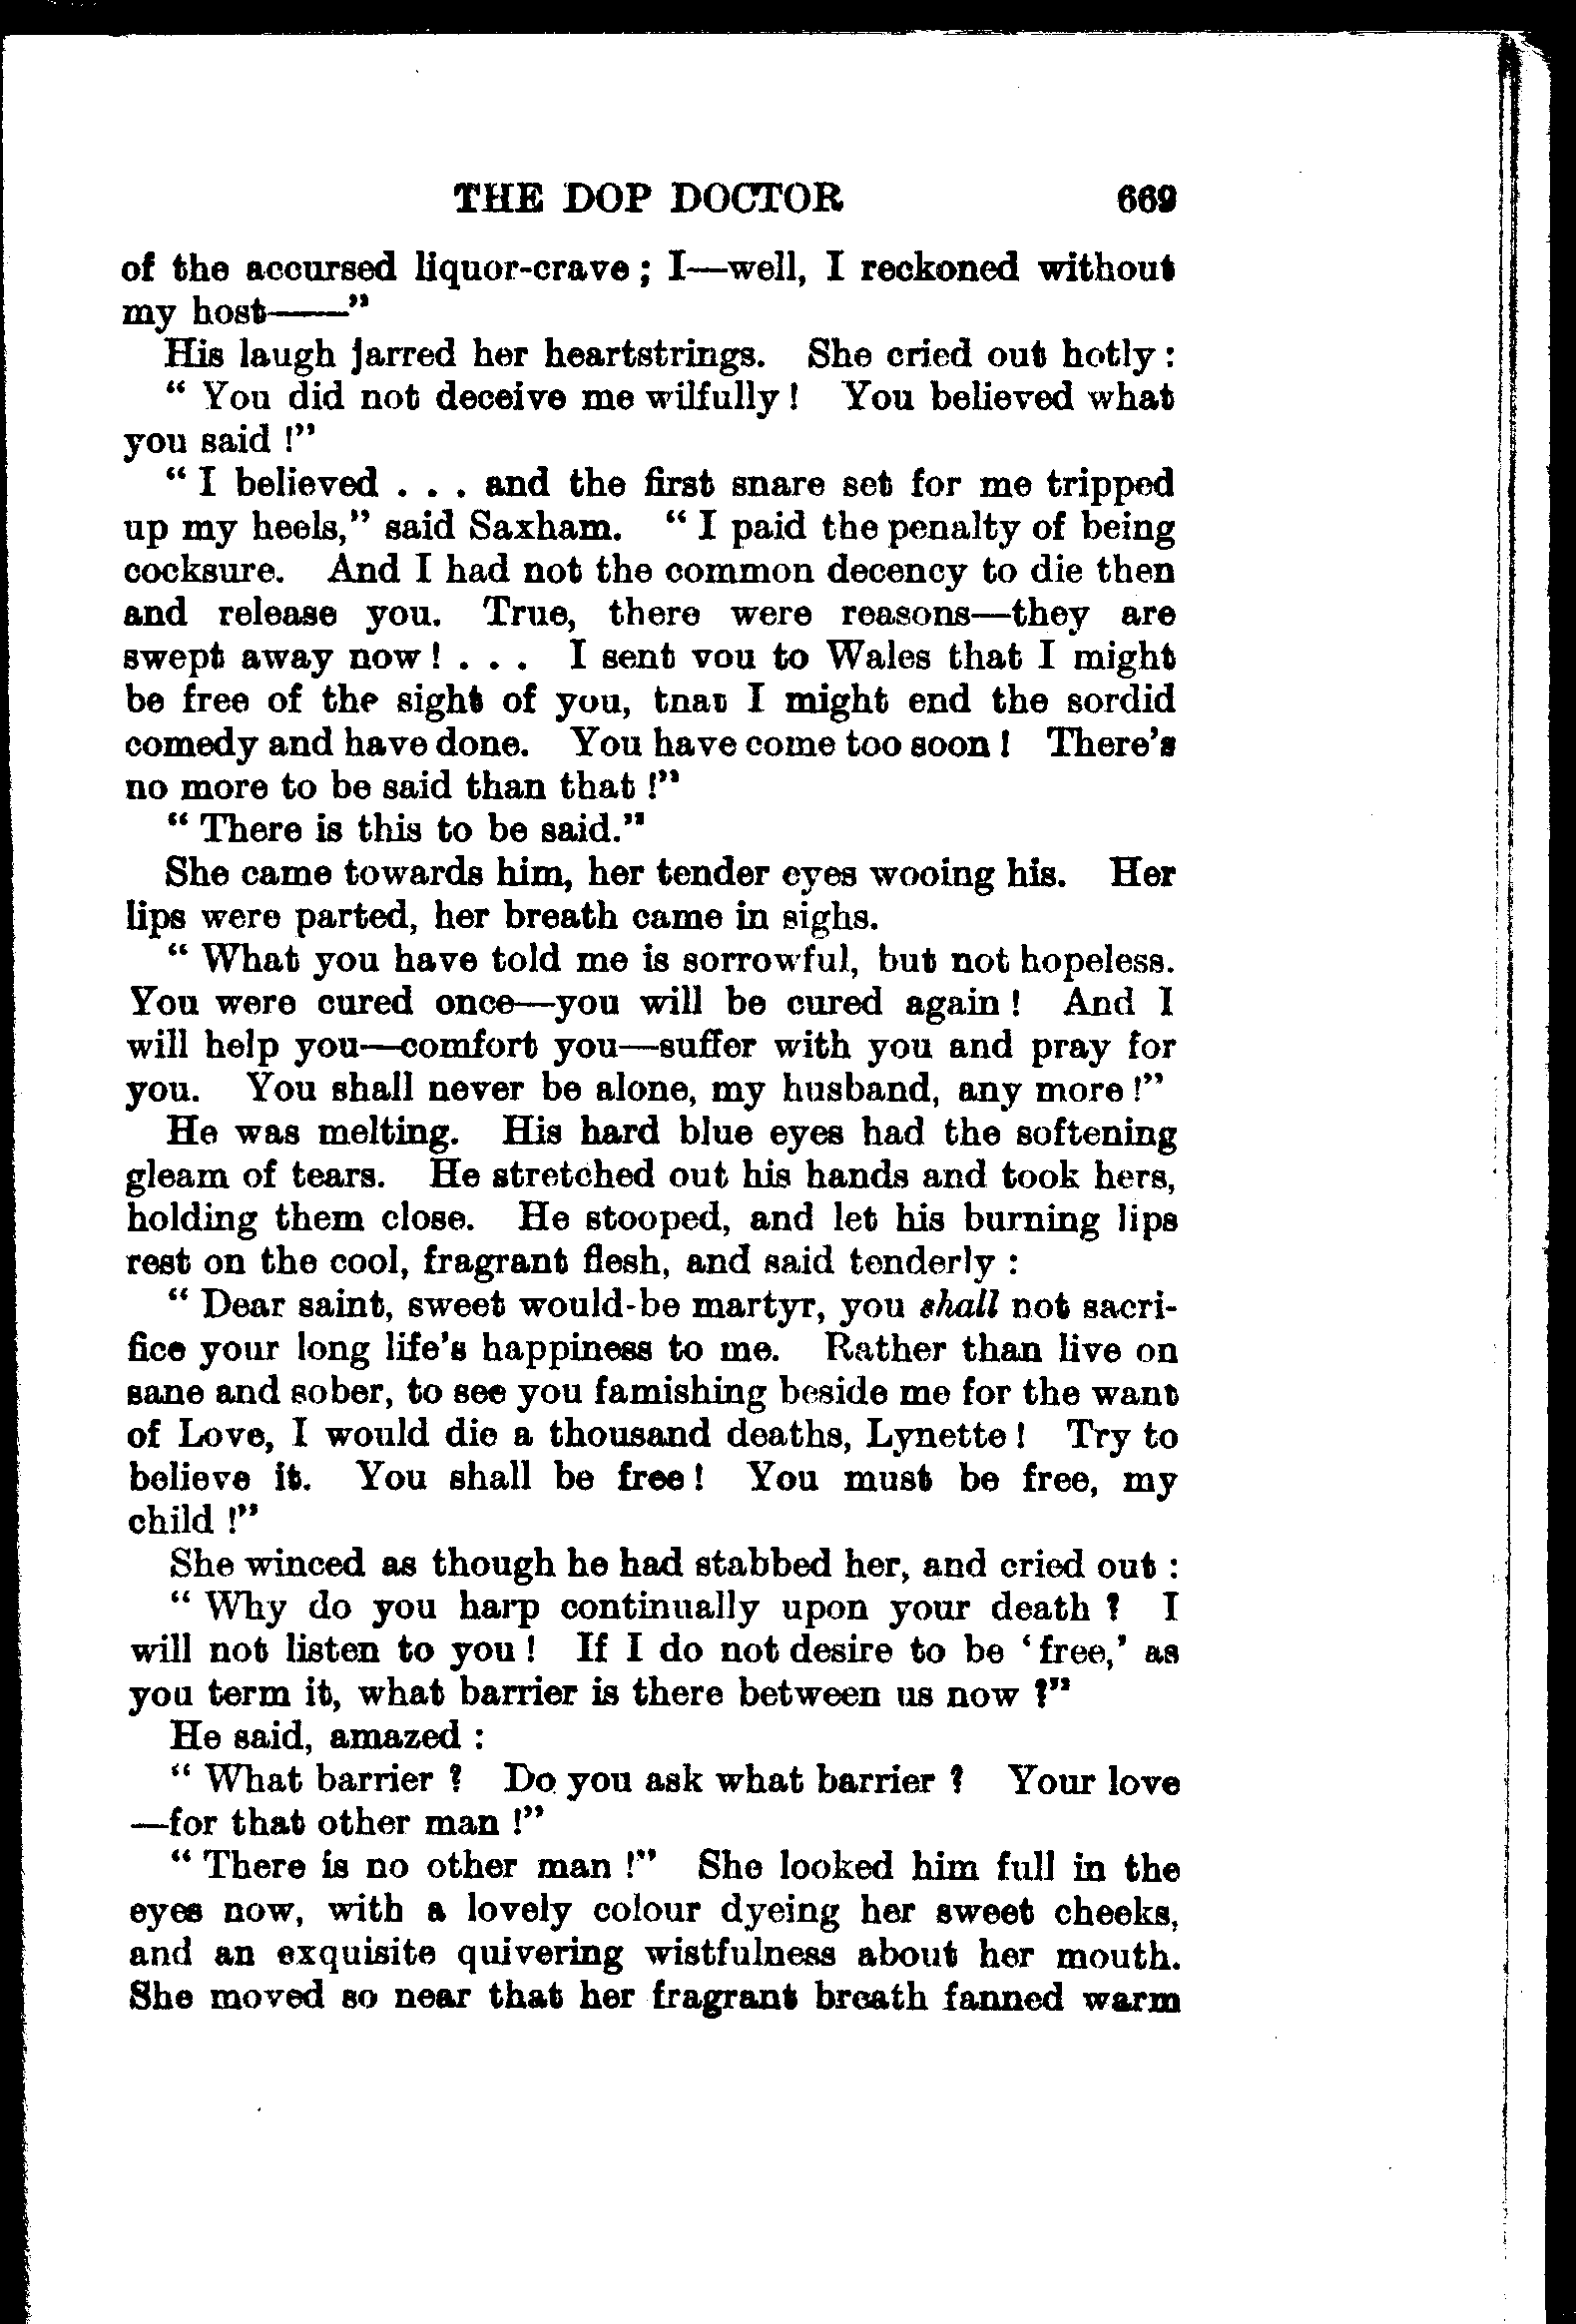 THE DOP DOCTOR 669
of the accursed liquor-crave; I—well, I reckoned without
my host——"
His laugh jarred her heartstrings. She cried out hotly:
"You did not deceive me wilfully! You believed what
you said!"
"I believed . . . and the first snare set for me tripped
up my heels," said Saxham. "I paid the penalty of being
cocksure. And I had not the common decency to die then
and release you. True, there were reasons—they are
swept away now! . . . I sent you to Wales that I might
be free of the sight of you, that I might end the sordid
comedy and have done. You have come too soon! There's
no more to be said than that!"
"There is this to be said."
She came towards him, her tender eyes wooing his. Her
lips were parted, her breath came in sighs.
"What you have told me is sorrowful, but not hopeless.
You were cured once—you will be cured again! And I
will help you—comfort you—suffer with you and pray for
you. You shall never be alone, my husband, any more!"
He was melting. His hard blue eyes had the softening
gleam of tears. He stretched out his hands and took hers,
holding them close. He stooped, and let his burning lips
rest on the cool, fragrant flesh, and said tenderly:
"Dear saint, sweet would-be martyr, you shall not sacri-
fice your long life's happiness to me. Rather than live on
sane and sober, to see you famishing beside me for the want
of Love, I would die a thousand deaths, Lynette! Try to
believe it. You shall be free! You must be free, my
child!"
She winced as though he had stabbed her, and cried out:
"Why do you harp continually upon your death? I
will not listen to you! If I do not desire to be 'free,' as
you term it, what barrier is there between us now?"
He said, amazed:
"What barrier? Do you ask what barrier? Your love
—for that other man!"
"There is no other man!" She looked him full in the
eyes now, with a lovely colour dyeing her sweet cheeks,
and an exquisite quivering wistfulness about her mouth.
She moved so near that her fragrant breath fanned warm